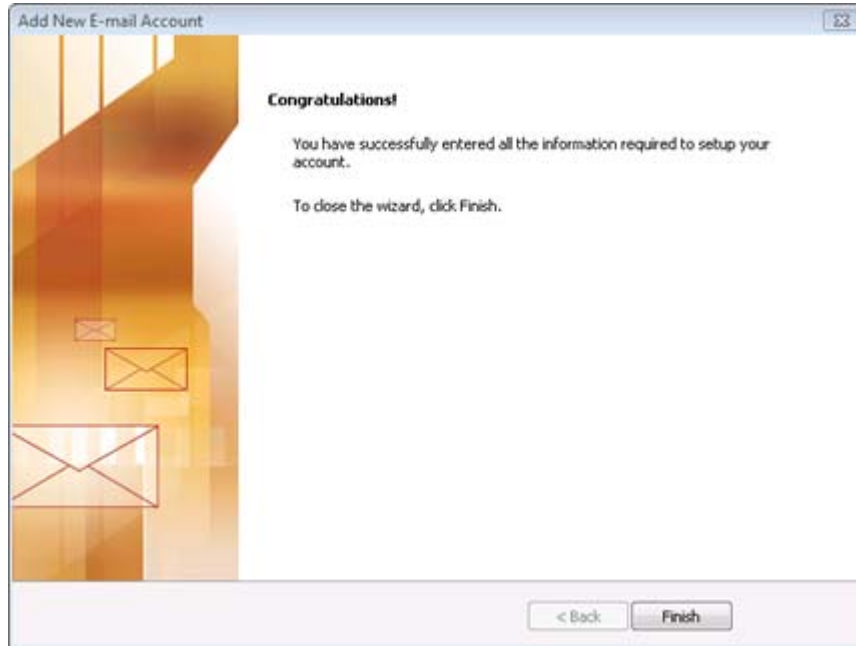 Add New E-mail Account
Congratulations!
You have successfully entered all the information required to setup your
account.
To close the wizard, click Finish.
< Back
Finish